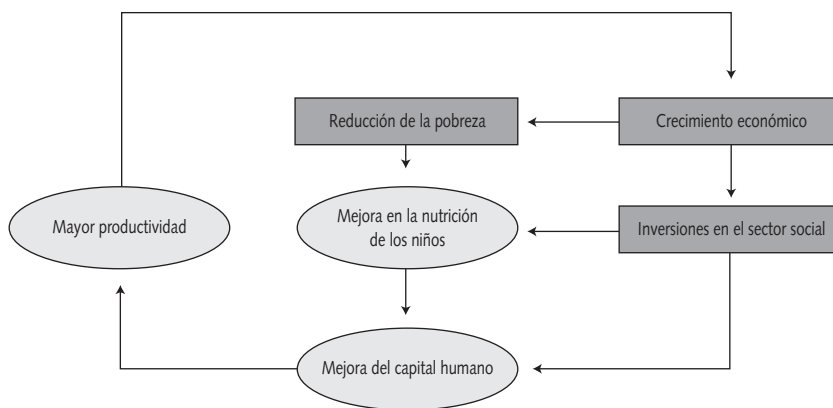 Reducción de la pobreza
Crecimiento económico
Mayor productividad
Mejora en la nutrición
de los niños
Inversiones en el sector social
Mejora del capital humano